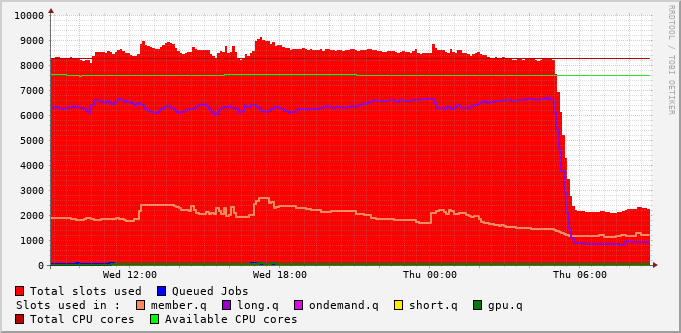 10000
9000
8000
7000
6000
5000
4000
3000
2000
1000
0
Wed 12:00 Wed 18:00 Thu 00:00 Thu 06:00
Total slots used Queued Jobs
Slots used in : member.q long.q ondemand.q short.q gpu.q
Total CPU cores Available CPU cores
RRDTOOL / TOBI OETIKER